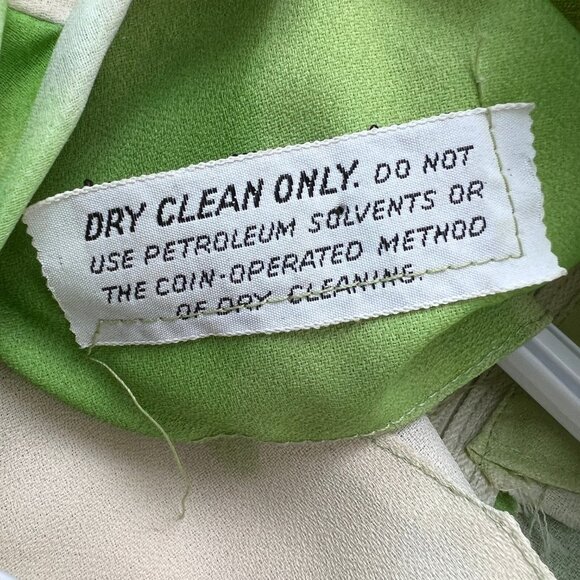 DRY CLEAN ONLY. DO NOT
USE PETROLEUM SOLVENTS OR
THE COIN-OPERATED METHOD
OF DRY CLEANING.